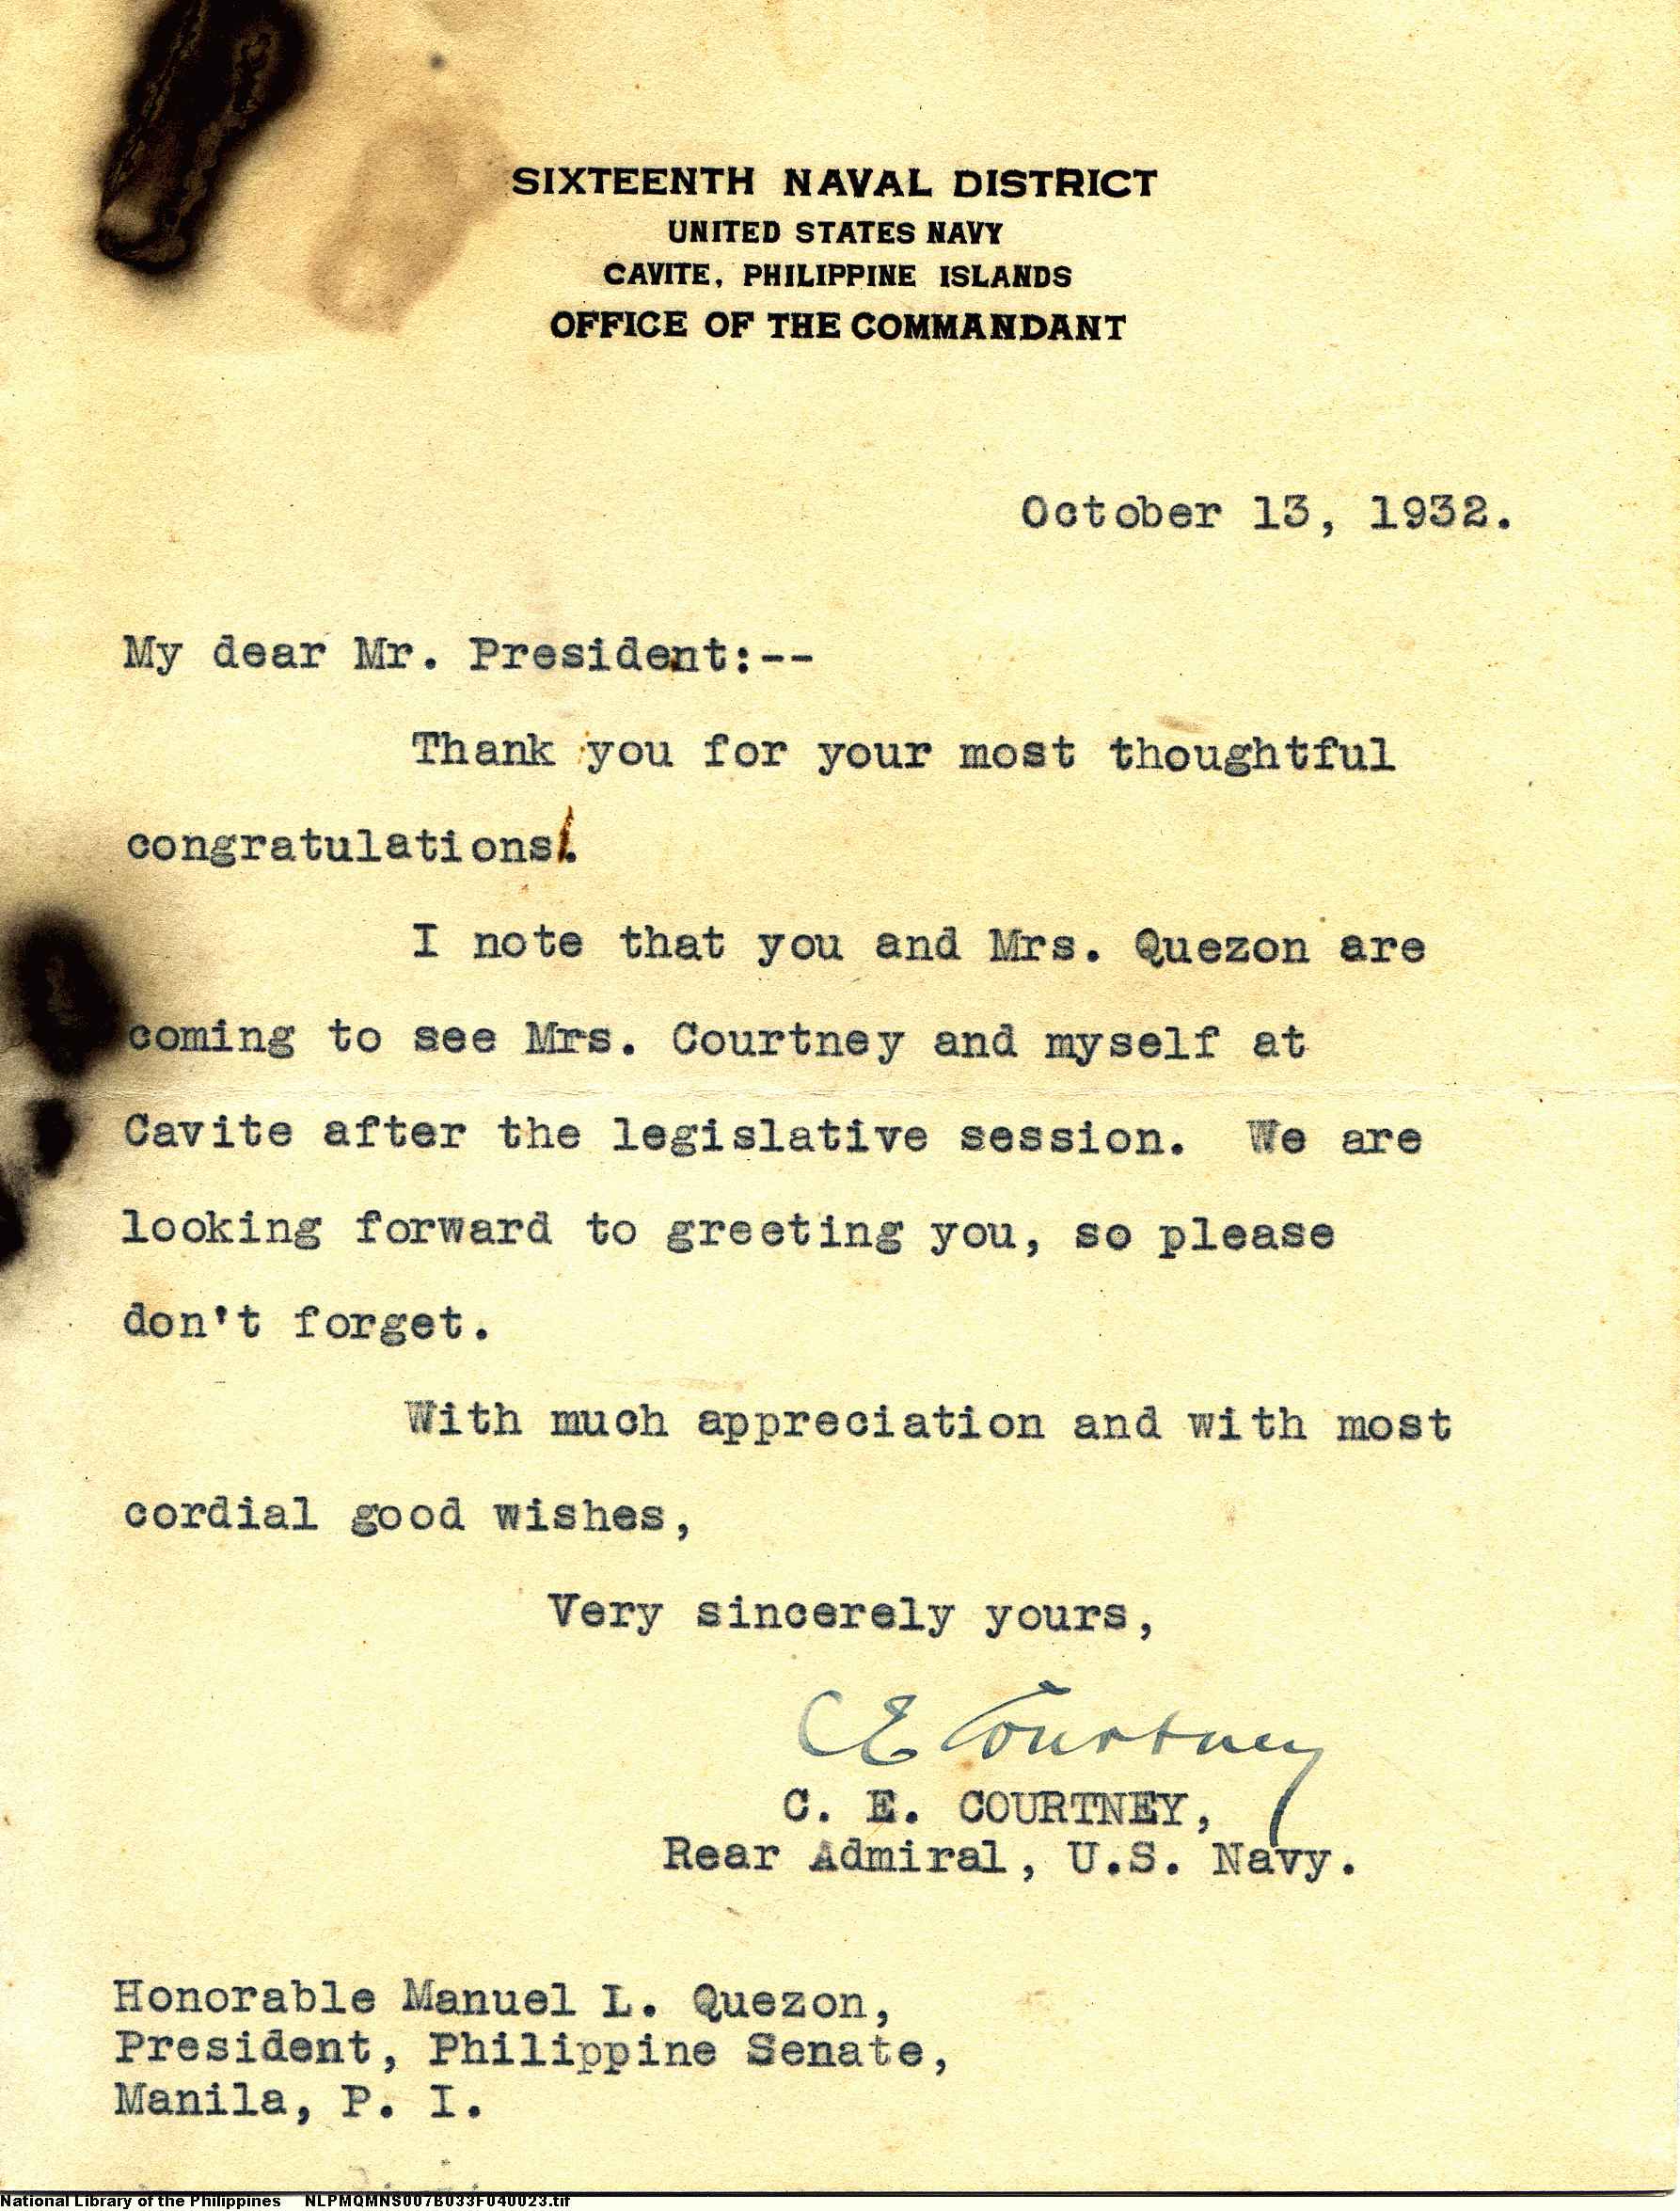 SIXTEENTH NAVAL DISTRICT
UNITED STATES NAVY
CAVITE, PHILIPPINE ISLANDS
OFFICE OF THE COMMANDANT
October 13, 1932.
My dear Mr. President:--
Thank you for your most thoughtful
congratulations.
I note that you and Mrs. Quezon are
coming to see Mrs. Courtney and myself at
Cavite after the legislative session. We are
looking forward to greeting you, so please
don't forget.
With much appreciation and with most
cordial good wishes,
Very sincerely yours,
C E Courtney
C. E. COURTNEY,
Rear Admiral, U.S. Navy.
Honorable Manuel L. Quezon,
President, Philippine Senate,
Manila, P. I.
National Library of the Philippines NLPMQMNS007B033F040023.tif